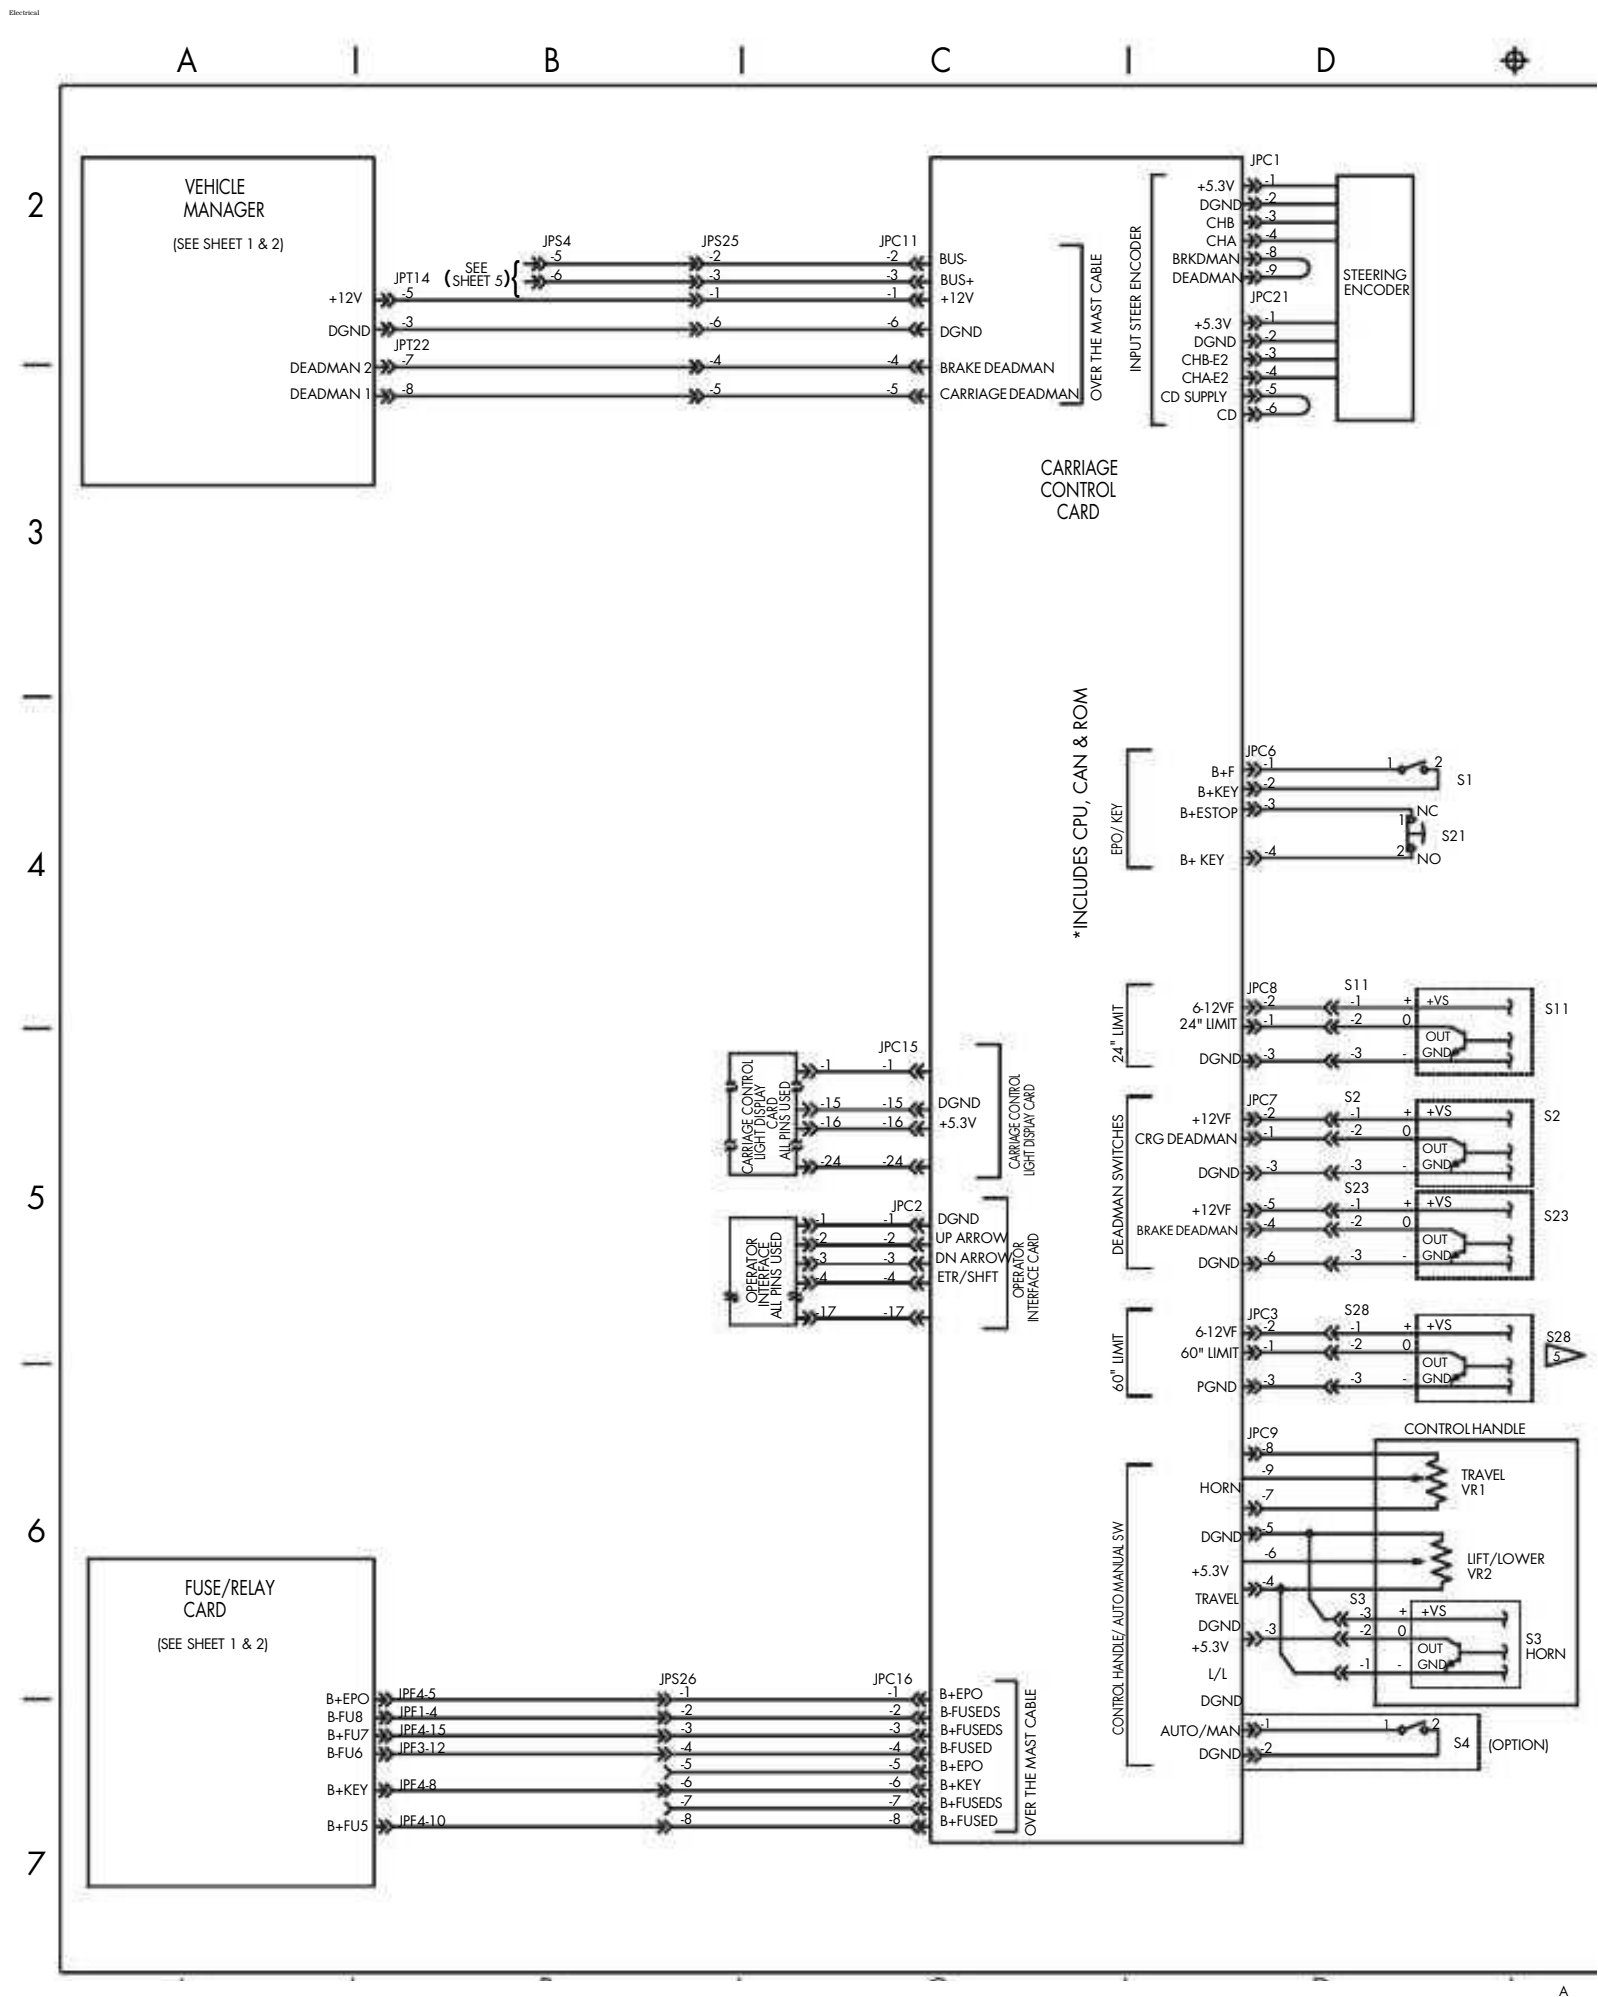 Electrical
A B C D
2
3
4
5
6
7
VEHICLE
MANAGER
(SEE SHEET 1 & 2)
+12V
DGND
DEADMAN 2
DEADMAN 1
JPT14
-5
-3
JPT22
-7
-8
(SEE
SHEET 5)
{
JPS4
-5
-6
JPS25
-2
-3
-1
-6
-4
-5
JPC11
-2
-3
-1
-6
-4
-5
BUS-
BUS+
+12V
DGND
BRAKE DEADMAN
CARRIAGE DEADMAN
OVER THE MAST CABLE
INPUT STEER ENCODER
JPC1
+5.3V -1
DGND -2
CHB -3
CHA -4
BRKDMAN -8
DEADMAN -9
JPC21
+5.3V -1
DGND -2
CHB-E2 -3
CHA-E2 -4
CD SUPPLY -5
CD -6
STEERING
ENCODER
CARRIAGE
CONTROL
CARD
*INCLUDES CPU, CAN & ROM
EPO/ KEY
JPC6
B+F -1 1 2
B+KEY -2
S1
B+ESTOP -3
NC
1
S21
B+ KEY -4 2
NO
24" LIMIT
JPC8 S11
6-12VF -2 -1 + +VS
24" LIMIT -1 -2 0
OUT
GND
DGND -3 -3 -
S11
DEADMAN SWITCHES
JPC7 S2
+12VF -2 -1 + +VS
CRG DEADMAN -1 -2 0
OUT
GND
DGND -3 -3 -
S2
S23
+12VF -5 -1 + +VS
BRAKE DEADMAN -4 -2 0
OUT
GND
DGND -6 -3 -
S23
60" LIMIT
JPC3 S28
6-12VF -2 -1 + +VS
60" LIMIT -1 -2 0
OUT
GND
PGND -3 -3 -
S28
5
CARRIAGE CONTROL
LIGHT DISPLAY
CARD
ALL PINS USED
JPC15
-1 -1
-15 -15 DGND
-16 -16 +5.3V
-24 -24
CARRIAGE CONTROL
LIGHT DISPLAY CARD
OPERATOR
INTERFACE
ALL PINS USED
JPC2
-1 -1 DGND
-2 -2 UP ARROW
-3 -3 DN ARROW
-4 -4 ETR/SHFT
-17 -17
OPERATOR
INTERFACE CARD
CONTROL HANDLE/ AUTO MANUAL SW
JPC9
-8
-9
HORN
-7
DGND -5
-6
+5.3V
-4
TRAVEL
DGND
-3
+5.3V
L/L
DGND
AUTO/MAN -1 1 2
DGND -2
S4
(OPTION)
CONTROL HANDLE
TRAVEL
VR1
LIFT/LOWER
VR2
S3
-3 + +VS
-2 0
OUT
GND
-1 -
S3
HORN
FUSE/RELAY
CARD
(SEE SHEET 1 & 2)
B+EPO JPF4-5
B-FU8 JPF1-4
B+FU7 JPF4-15
B-FU6 JPF3-12
B+KEY JPF4-8
B+FU5 JPF4-10
JPS26
-1
-2
-3
-4
-5
-6
-7
-8
JPC16
-1 B+EPO
-2 B-FUSEDS
-3 B+FUSEDS
-4 B-FUSED
-5 B+EPO
-6 B+KEY
-7 B+FUSEDS
-8 B+FUSED
OVER THE MAST CABLE
A